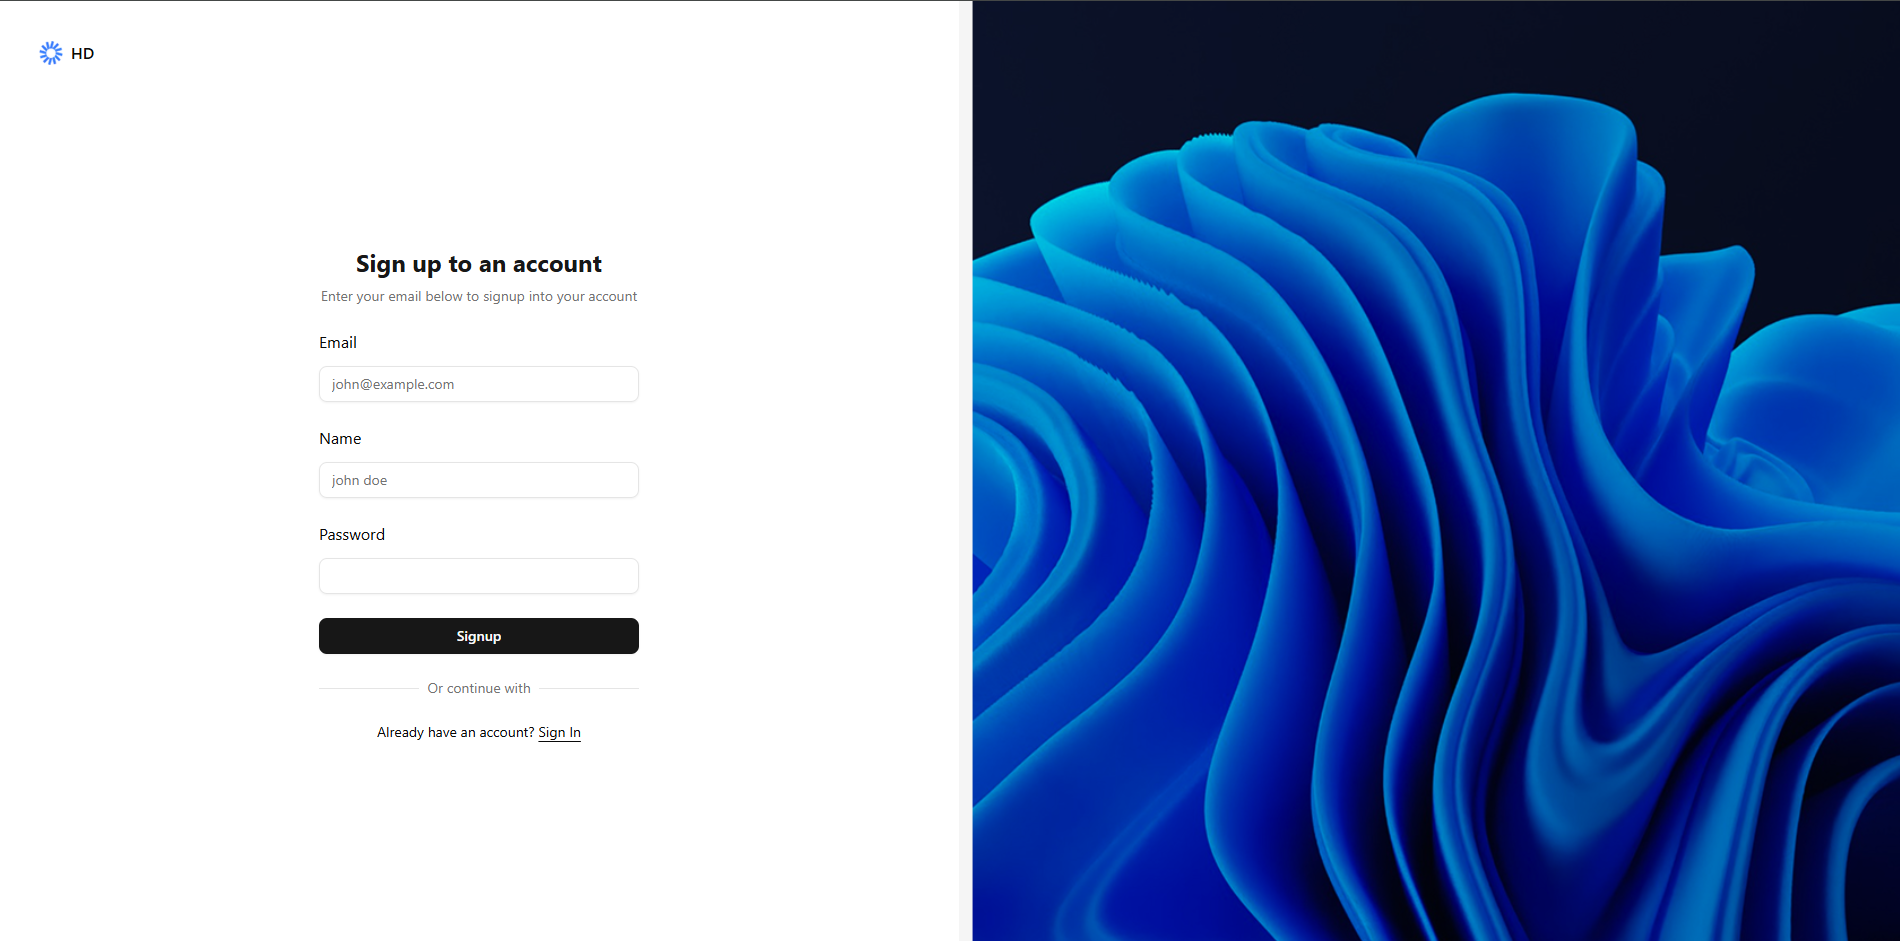 HD
Sign up to an account
Enter your email below to signup into your account
Email
john@example.com
Name
john doe
Password
Signup
Or continue with
Already have an account? Sign In